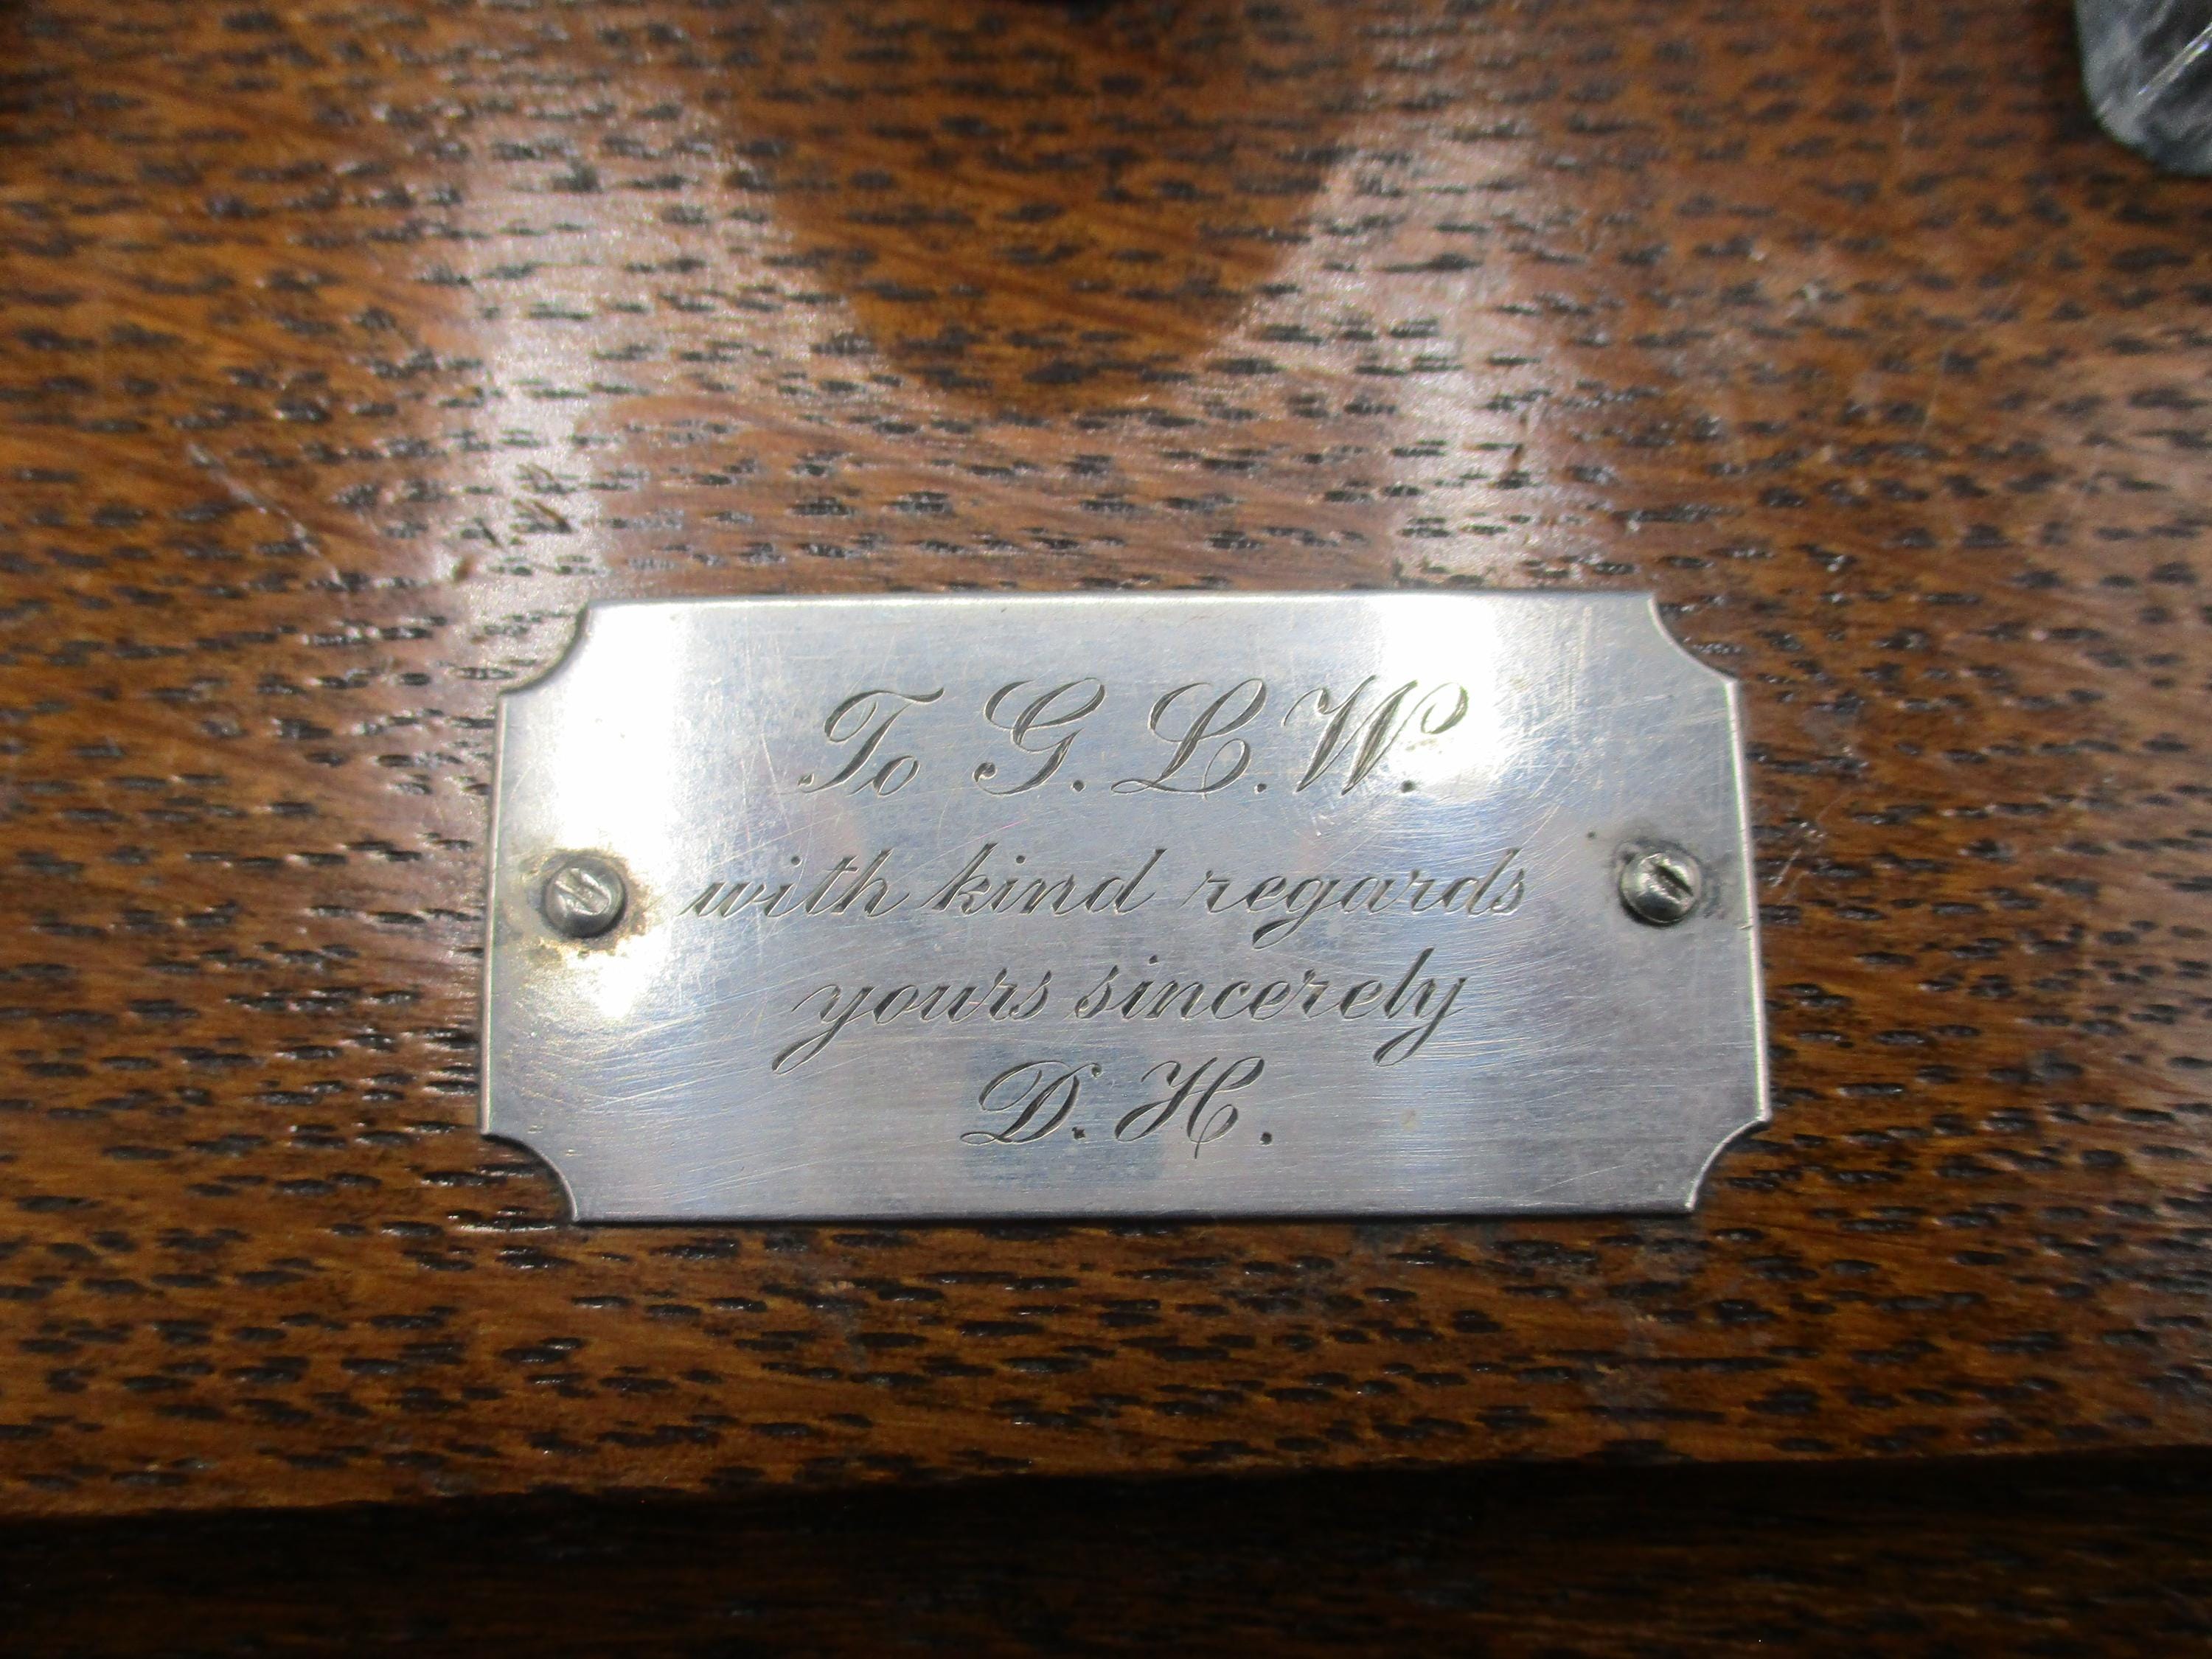 To G. L. W.
with kind regards
yours sincerely
D. H.